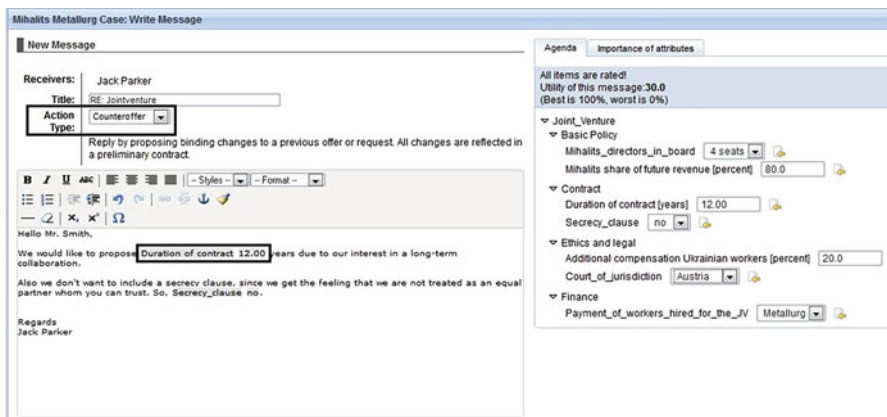 Mihalits Metallurg Case: Write Message
New Message
Receivers: Jack Parker
Title: RE: Jointventure
Action Type: Counteroffer
Reply by proposing binding changes to a previous offer or request. All changes are reflected in
a preliminary contract.
B I U ABC -- Styles -- -- Format --
Hello Mr. Smith,
We would like to propose Duration of contract 12.00 years due to our interest in a long-term
collaboration.
Also we don't want to include a secrecy clause, since we get the feeling that we are not treated as an equal
partner whom you can trust. So, Secrecy_clause no.
Regards
Jack Parker
Agenda Importance of attributes
All items are rated!
Utility of this message:30.0
(Best is 100%, worst is 0%)
Joint_Venture
Basic Policy
Mihalits_directors_in_board 4 seats
Mihalits share of future revenue [percent] 80.0
Contract
Duration of contract [years] 12.00
Secrecy_clause no
Ethics and legal
Additional compensation Ukrainian workers [percent] 20.0
Court_of_jurisdiction Austria
Finance
Payment_of_workers_hired_for_the_JV Metallurg